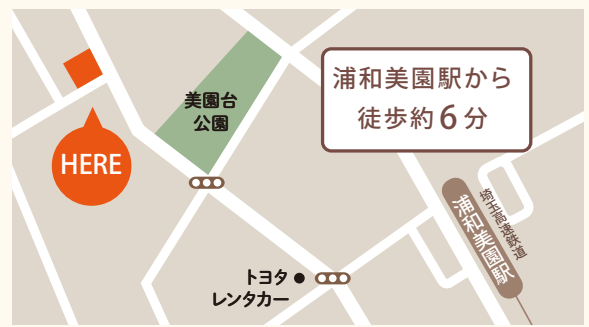 浦和美園駅から
徒歩約6分
美園台
公園
HERE
埼玉高速鉄道
浦和美園駅
トヨタ
レンタカー